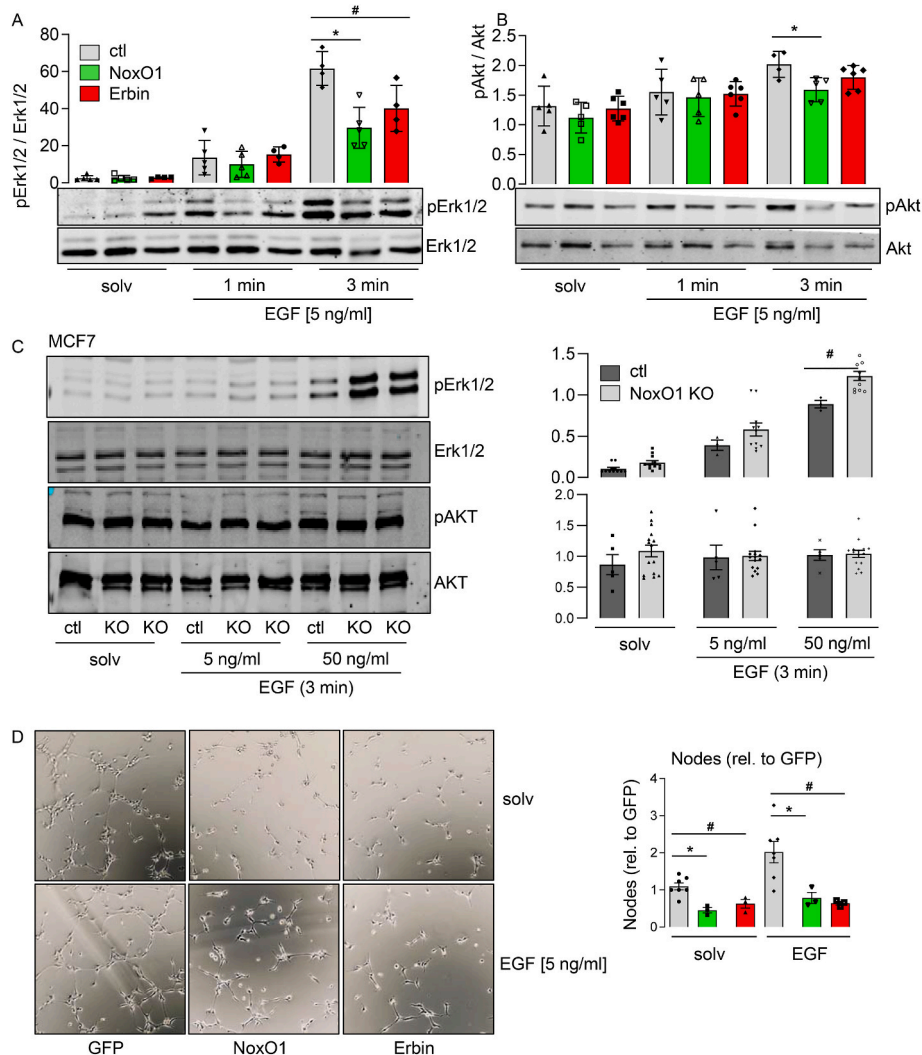 A
B
pErk1/2 / Erk1/2
80
60
40
20
0
ctl
NoxO1
Erbin
#
*
pErk1/2
Erk1/2
solv
1 min
3 min
EGF [5 ng/ml]
pAkt / Akt
2.5
2.0
1.5
1.0
0.5
0.0
*
pAkt
Akt
solv
1 min
3 min
EGF [5 ng/ml]
C
MCF7
pErk1/2
Erk1/2
pAKT
AKT
ctl KO KO ctl KO KO ctl KO KO
solv
5 ng/ml
50 ng/ml
EGF (3 min)
1.5
1.0
0.5
0.0
ctl
NoxO1 KO
#
2.0
1.5
1.0
0.5
0.0
solv
5 ng/ml
50 ng/ml
EGF (3 min)
D
solv
EGF [5 ng/ml]
GFP
NoxO1
Erbin
Nodes (rel. to GFP)
Nodes (rel. to GFP)
4
3
2
1
0
#
*
#
*
solv
EGF